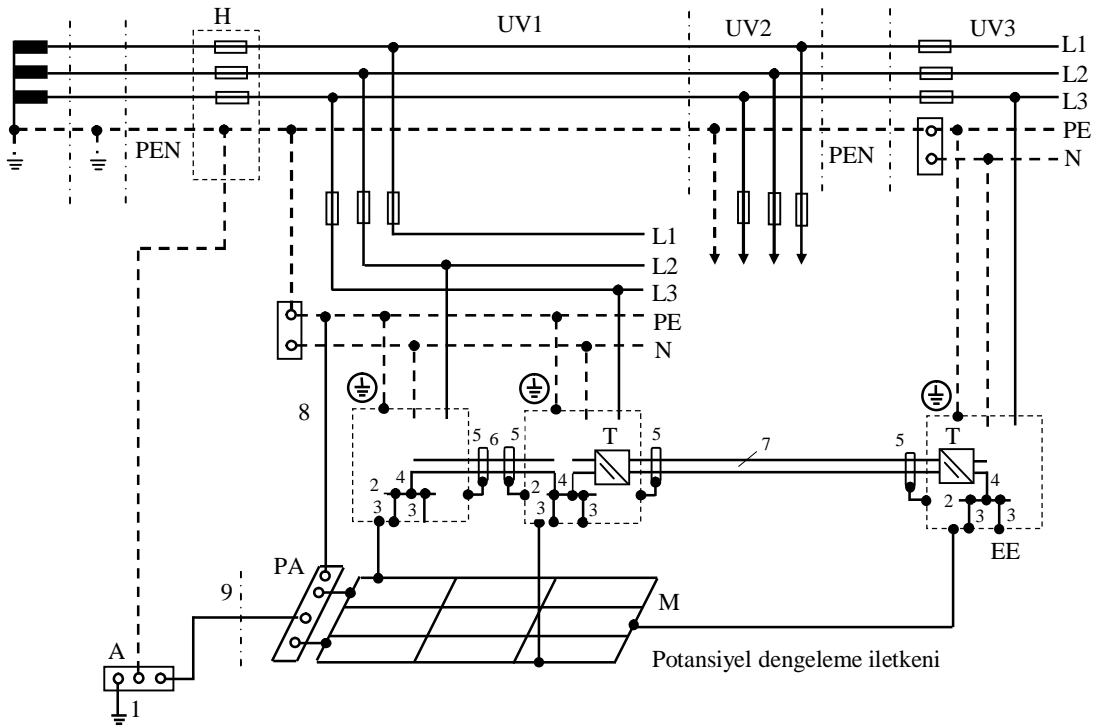 H
UV1
UV2
UV3
L1
L2
L3
PE
N
PEN
PEN
L1
L2
L3
PE
N
8
5 6 5
T
5
7
5
T
2 4
3 3
2 4
3 3
4
2
3 3
EE
PA
9
M
A
1
Potansiyel dengeleme iletkeni